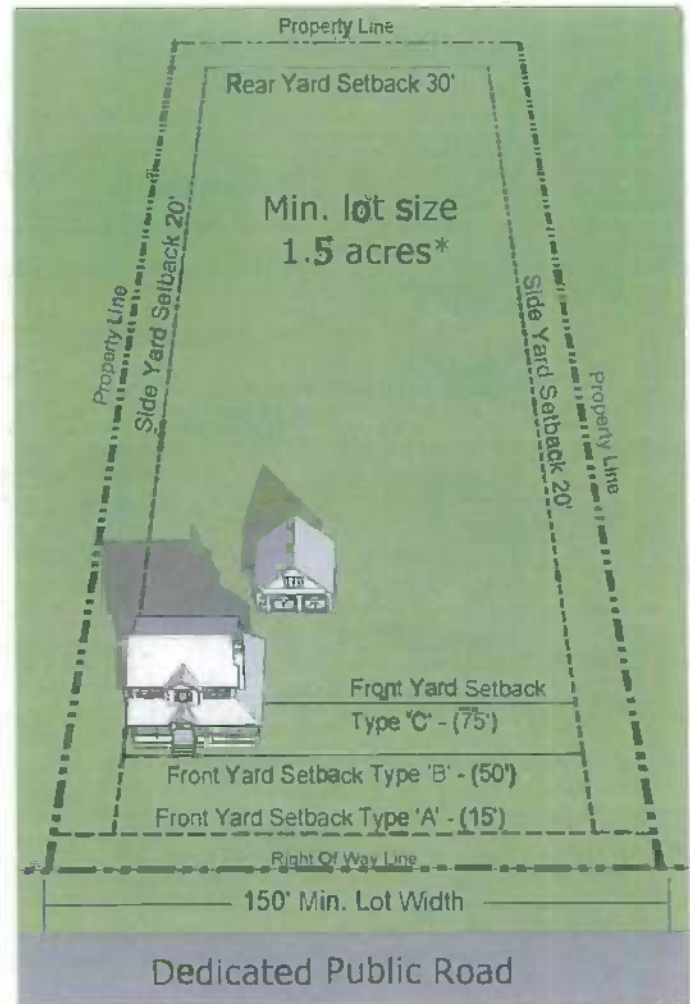 Property Line
Rear Yard Setback 30'
Min. lot size
1.5 acres*
Property Line
Side Yard Setback 20'
Side Yard Setback 20'
Property Line
Front Yard Setback
Type 'C' - (75')
Front Yard Setback Type 'B' - (50')
Front Yard Setback Type 'A' - (15')
Right Of Way Line
150' Min. Lot Width
Dedicated Public Road